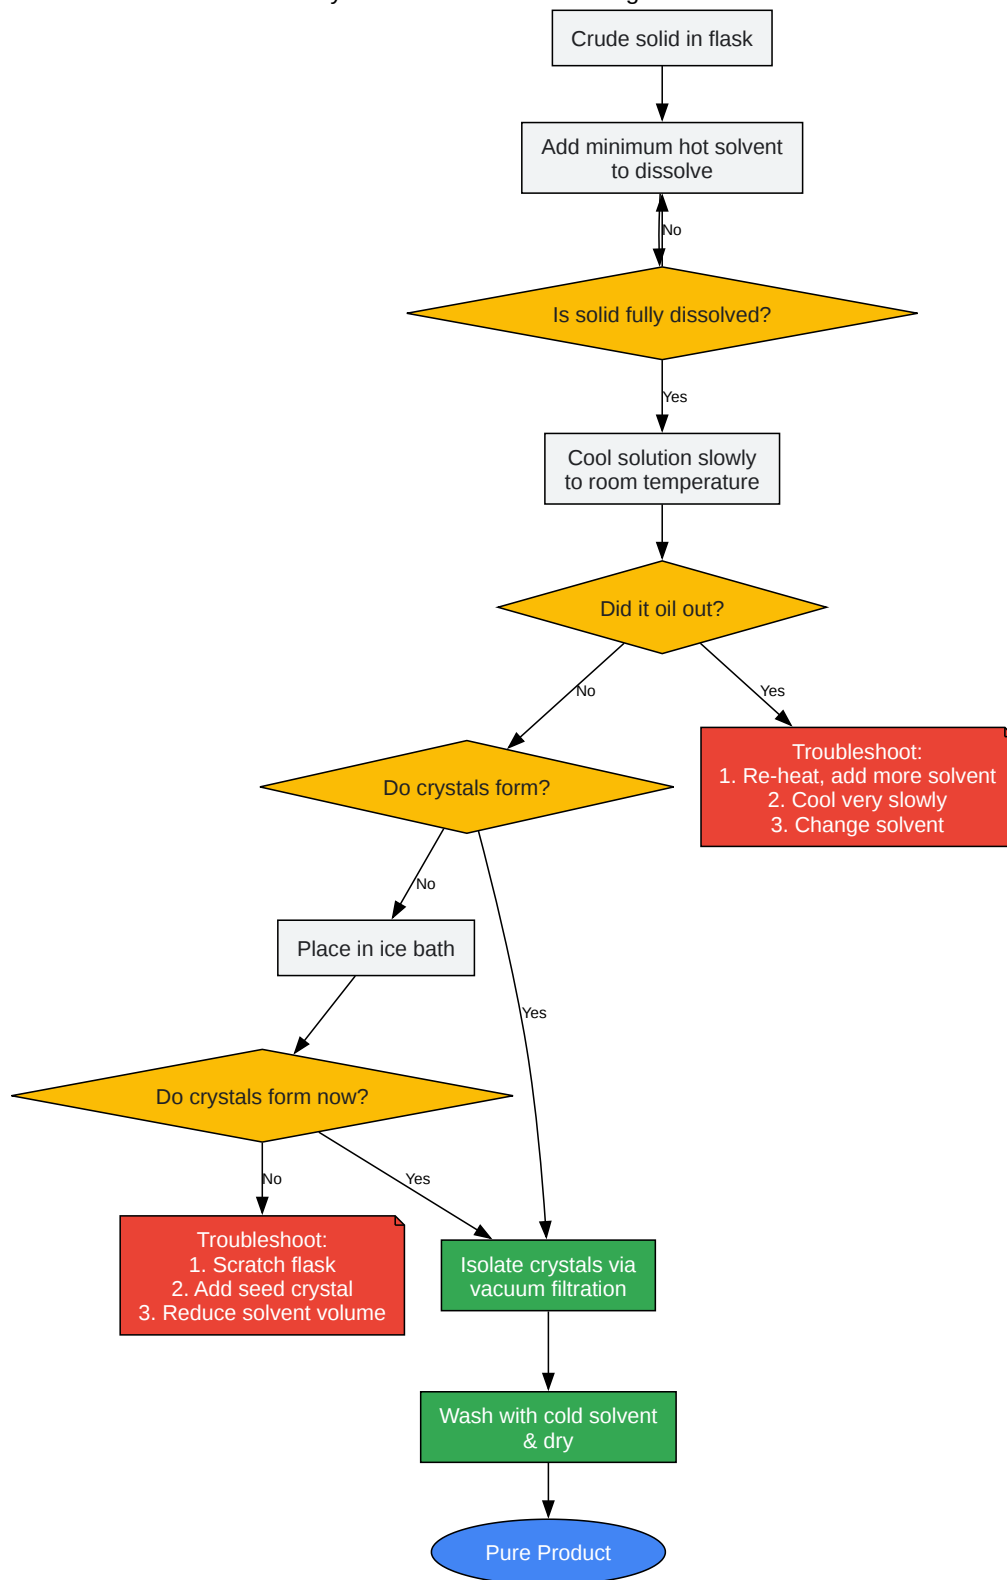 Crude solid in flask
Add minimum hot solvent
to dissolve
No
Is solid fully dissolved?
Yes
Cool solution slowly
to room temperature
Did it oil out?
No
Yes
Troubleshoot:
1. Re-heat, add more solvent
2. Cool very slowly
3. Change solvent
Do crystals form?
No
Place in ice bath
Yes
Do crystals form now?
No
Yes
Troubleshoot:
1. Scratch flask
2. Add seed crystal
3. Reduce solvent volume
Isolate crystals via
vacuum filtration
Wash with cold solvent
& dry
Pure Product